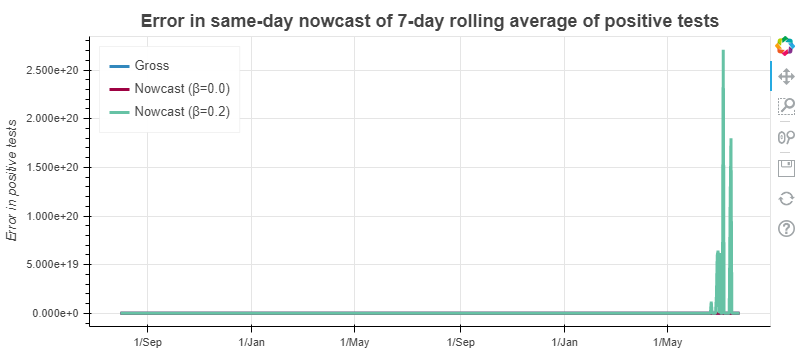 Error in same-day nowcast of 7-day rolling average of positive tests
Gross
Nowcast (β=0.0)
Nowcast (β=0.2)
Error in positive tests
2.500e+20
2.000e+20
1.500e+20
1.000e+20
5.000e+19
0.000e+0
1/Sep
1/Jan
1/May
1/Sep
1/Jan
1/May